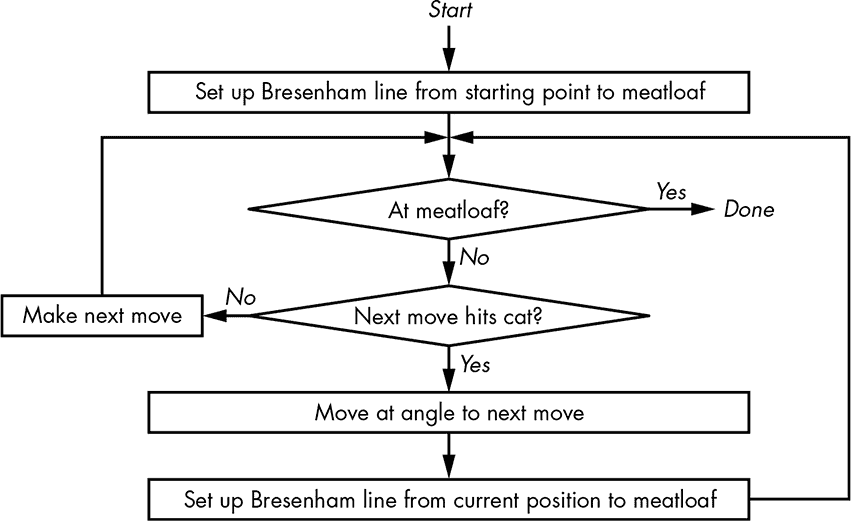 Start
Set up Bresenham line from starting point to meatloaf
At meatloaf?
Yes
Done
No
Next move hits cat?
No
Make next move
Yes
Move at angle to next move
Set up Bresenham line from current position to meatloaf